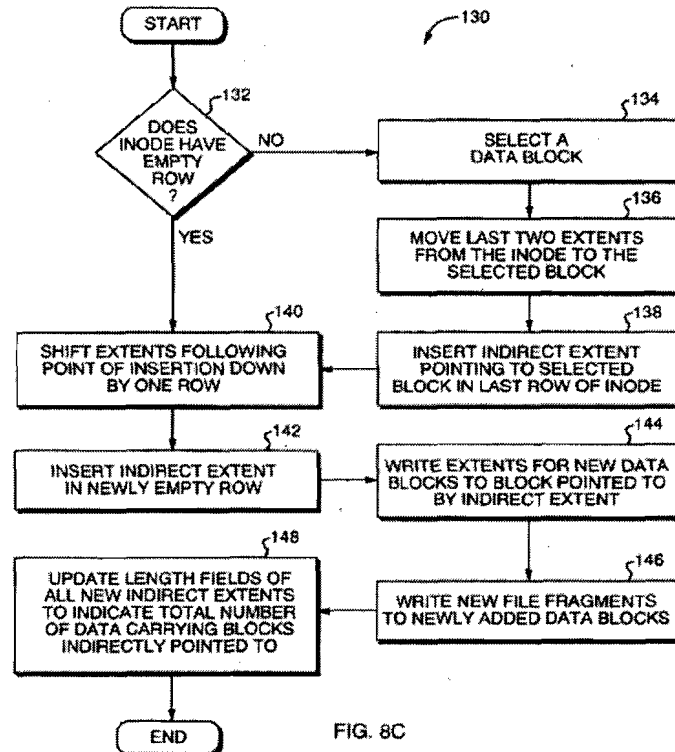 START
130
132
DOES
INODE HAVE
EMPTY
ROW
?
NO
YES
134
SELECT A
DATA BLOCK
136
MOVE LAST TWO EXTENTS
FROM THE INODE TO THE
SELECTED BLOCK
138
INSERT INDIRECT EXTENT
POINTING TO SELECTED
BLOCK IN LAST ROW OF INODE
140
SHIFT EXTENTS FOLLOWING
POINT OF INSERTION DOWN
BY ONE ROW
142
INSERT INDIRECT EXTENT
IN NEWLY EMPTY ROW
144
WRITE EXTENTS FOR NEW DATA
BLOCKS TO BLOCK POINTED TO
BY INDIRECT EXTENT
146
WRITE NEW FILE FRAGMENTS
TO NEWLY ADDED DATA BLOCKS
148
UPDATE LENGTH FIELDS OF
ALL NEW INDIRECT EXTENTS
TO INDICATE TOTAL NUMBER
OF DATA CARRYING BLOCKS
INDIRECTLY POINTED TO
END
FIG. 8C